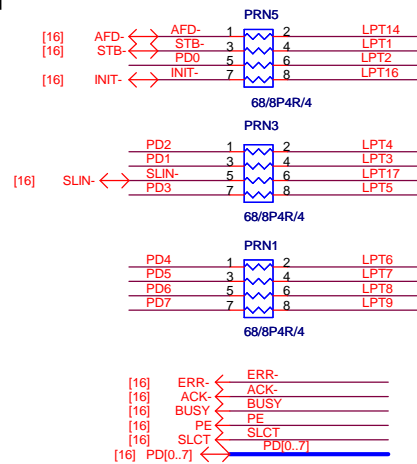 PRN5
[16] AFD- AFD- 1 2 LPT14
[16] STB- STB- 3 4 LPT1
PD0 5 6 LPT2
[16] INIT- INIT- 7 8 LPT16
68/8P4R/4
PRN3
PD2 1 2 LPT4
PD1 3 4 LPT3
[16] SLIN- SLIN- 5 6 LPT17
PD3 7 8 LPT5
68/8P4R/4
PRN1
PD4 1 2 LPT6
PD5 3 4 LPT7
PD6 5 6 LPT8
PD7 7 8 LPT9
68/8P4R/4
[16] ERR- ERR-
[16] ACK- ACK-
[16] BUSY BUSY
[16] PE PE
[16] SLCT SLCT
[16] PD[0..7] PD[0..7]